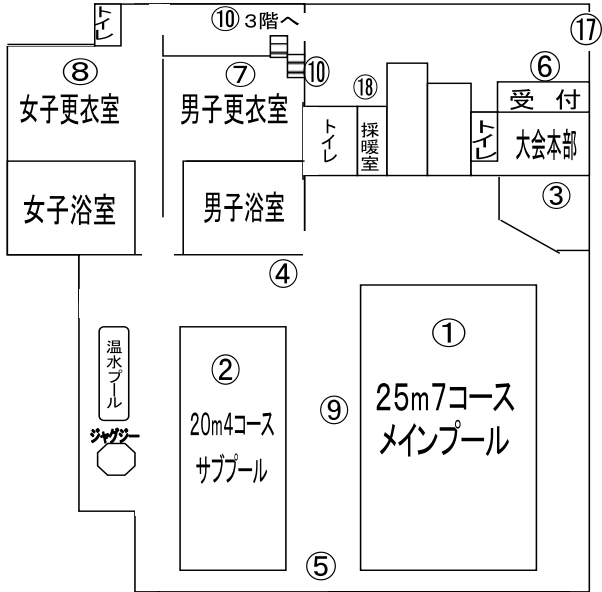 トイレ
⑩ 3階へ
⑰
⑧
⑦
⑩
⑱
⑥
女子更衣室
男子更衣室
トイレ
採暖室
トイレ
受付
大会本部
女子浴室
男子浴室
③
④
①
温水プール
②
25m7コース
メインプール
⑨
20m4コース
サブプール
ジャグジー
⑤